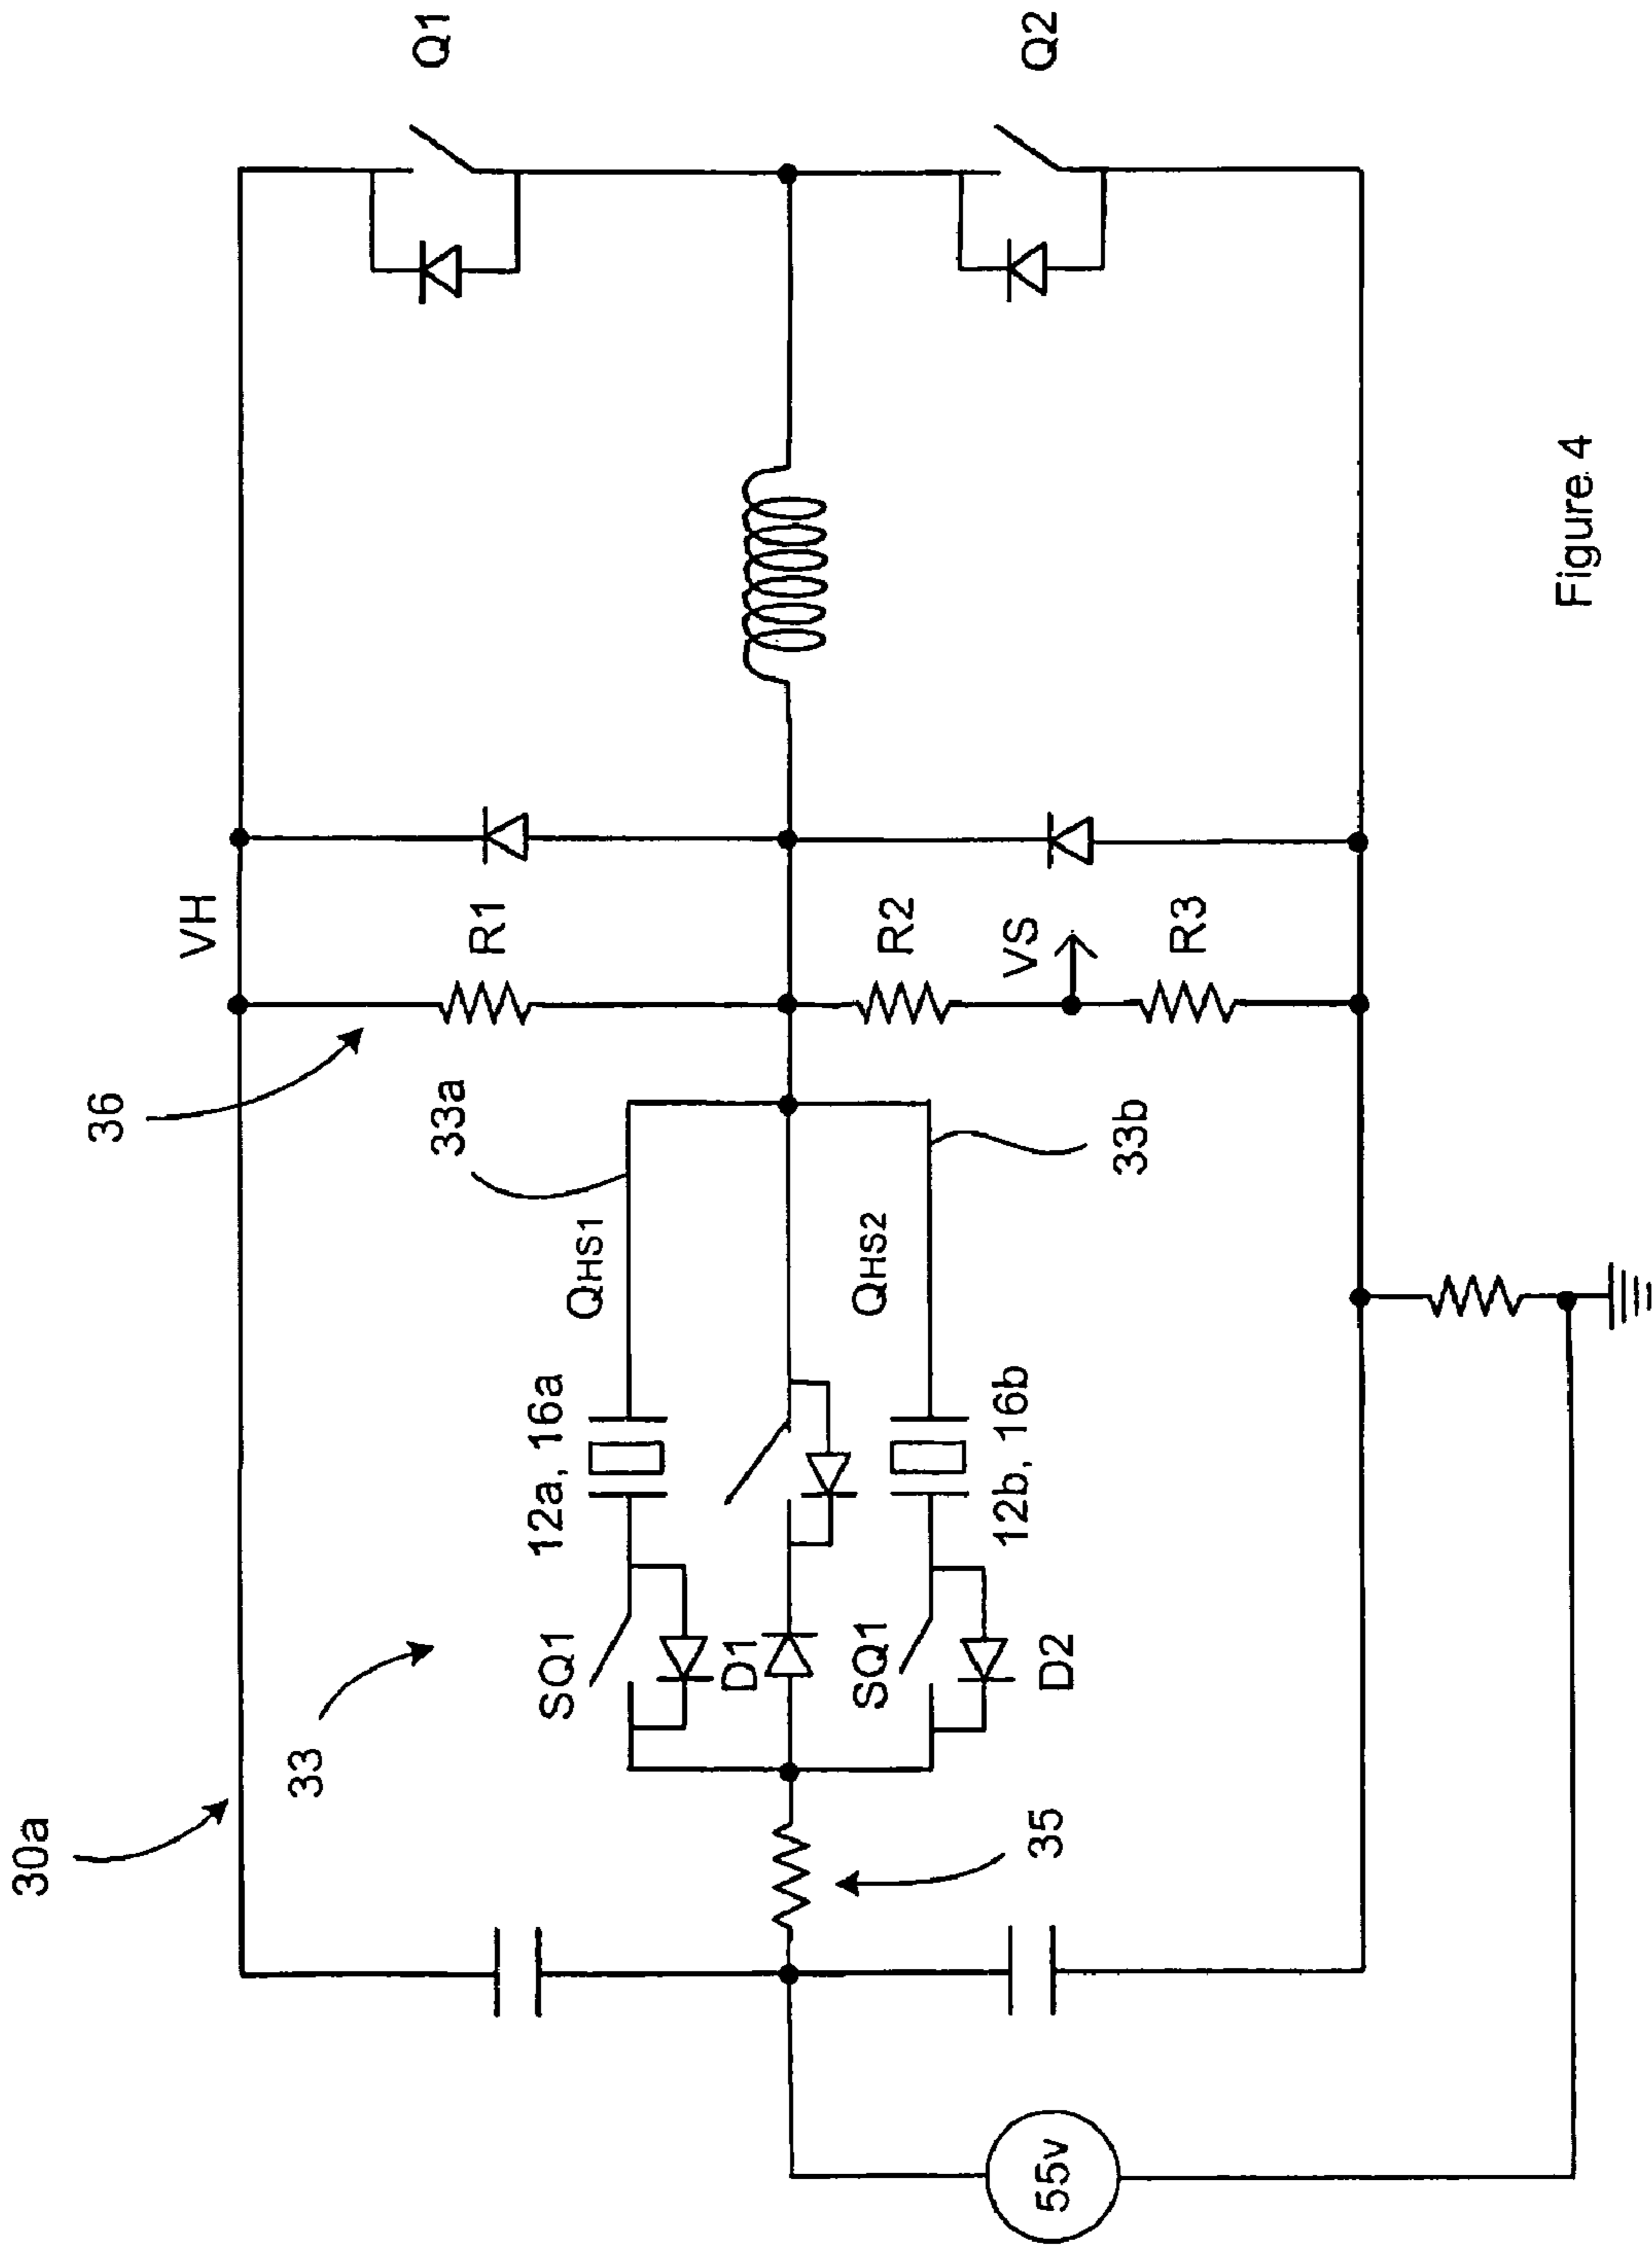 30a
33
36
VH
Q1
33a
QHS1
12a, 16a
SQ1
R1
D1
35
QHS2
12b, 16b
SQ1
D2
33b
R2
VS
R3
Q2
55v
Figure 4